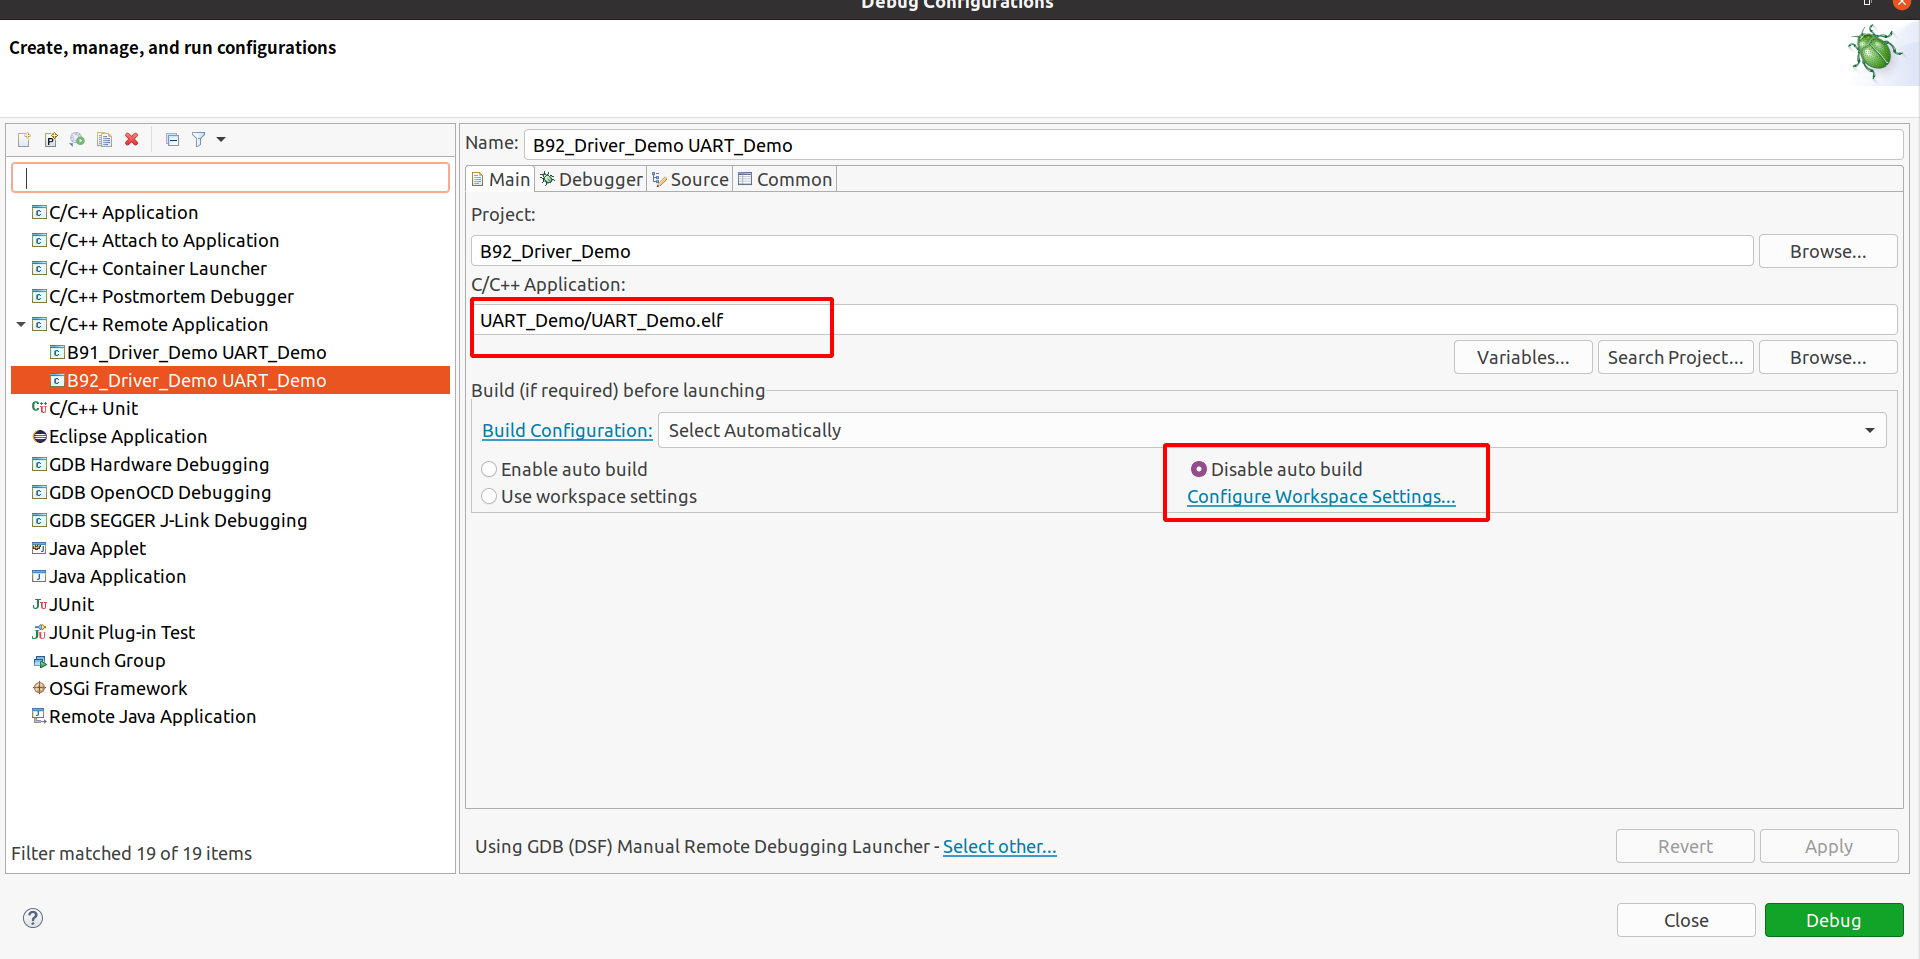 Debug Configurations
Create, manage, and run configurations
C/C++ Application
C/C++ Attach to Application
C/C++ Container Launcher
C/C++ Postmortem Debugger
C/C++ Remote Application
B91_Driver_Demo UART_Demo
B92_Driver_Demo UART_Demo
C/C++ Unit
Eclipse Application
GDB Hardware Debugging
GDB OpenOCD Debugging
GDB SEGGER J-Link Debugging
Java Applet
Java Application
JUnit
JUnit Plug-in Test
Launch Group
OSGi Framework
Remote Java Application
Filter matched 19 of 19 items
Name: B92_Driver_Demo UART_Demo
Main Debugger Source Common
Project:
B92_Driver_Demo Browse...
C/C++ Application:
UART_Demo/UART_Demo.elf
Variables... Search Project... Browse...
Build (if required) before launching
Build Configuration: Select Automatically
Enable auto build Disable auto build
Use workspace settings Configure Workspace Settings...
Using GDB (DSF) Manual Remote Debugging Launcher - Select other... Revert Apply
? Close Debug